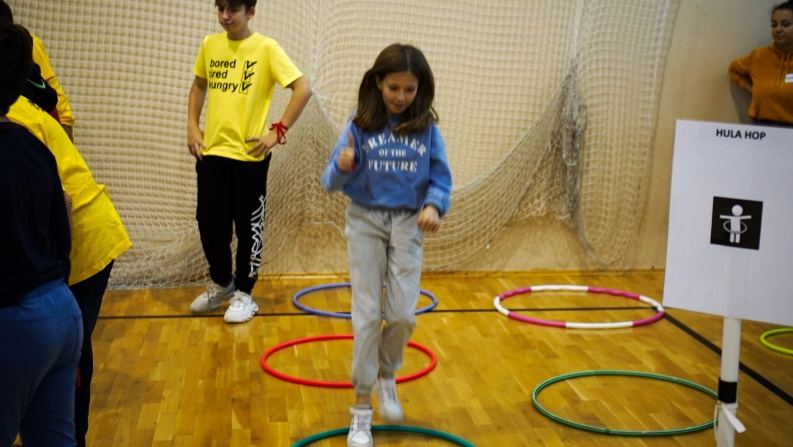 bored
tired
hungry
DREAMER
OF THE
FUTURE
HULA HOP